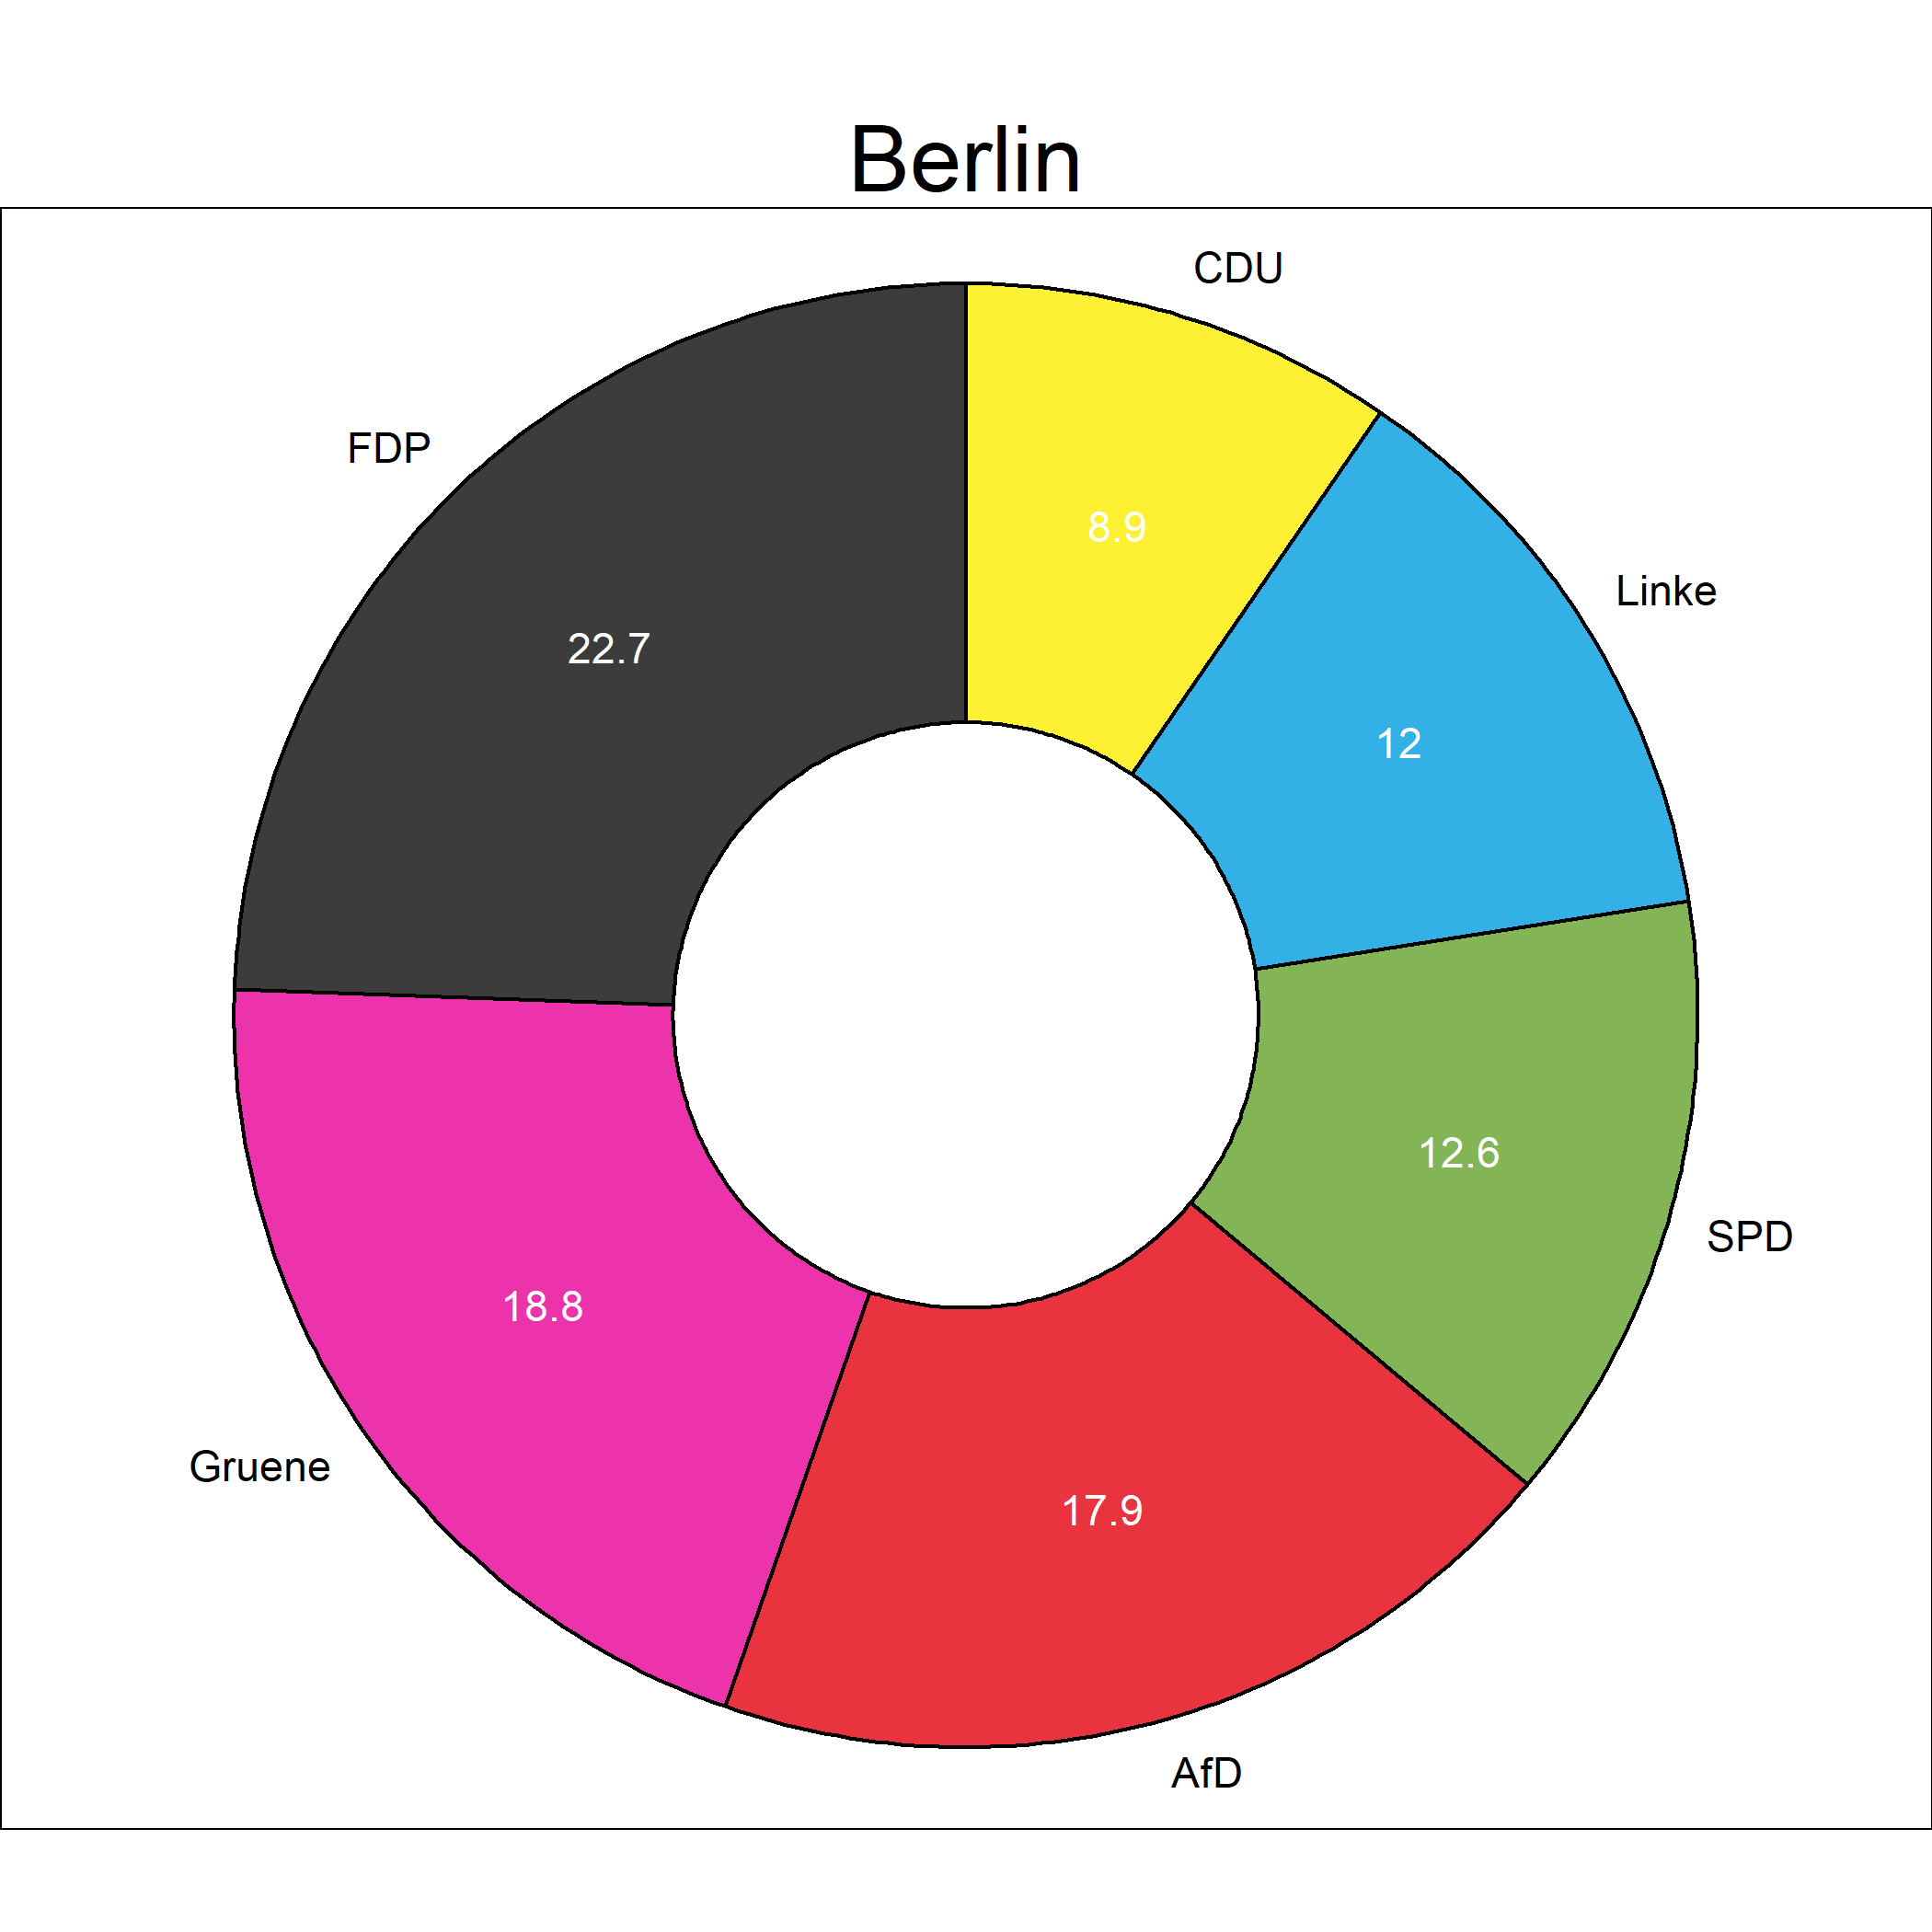 Berlin
CDU
FDP
8.9
Linke
22.7
12
12.6
SPD
18.8
Gruene
17.9
AfD